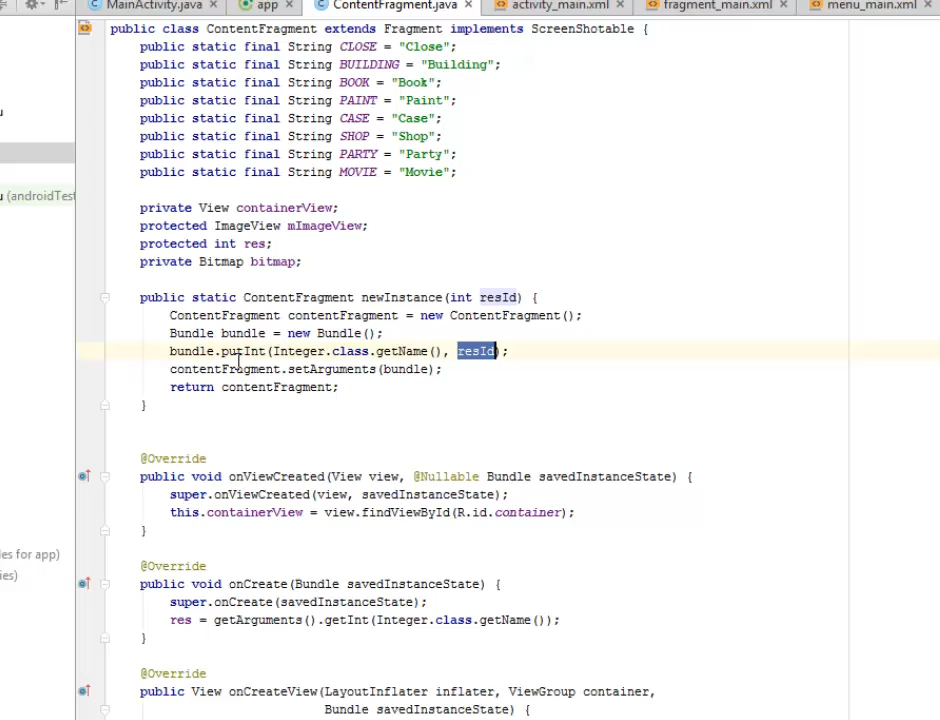 MainActivity.java × app × ContentFragment.java × activity_main.xml × fragment_main.xml × menu_main.xml ×
public class ContentFragment extends Fragment implements ScreenShotable {
public static final String CLOSE = "Close";
public static final String BUILDING = "Building";
public static final String BOOK = "Book";
public static final String PAINT = "Paint";
public static final String CASE = "Case";
public static final String SHOP = "Shop";
public static final String PARTY = "Party";
public static final String MOVIE = "Movie";
u (androidTest
private View containerView;
protected ImageView mImageView;
protected int res;
private Bitmap bitmap;
public static ContentFragment newInstance(int resId) {
ContentFragment contentFragment = new ContentFragment();
Bundle bundle = new Bundle();
bundle.putInt(Integer.class.getName(), resId);
contentFragment.setArguments(bundle);
return contentFragment;
}
@Override
public void onViewCreated(View view, @Nullable Bundle savedInstanceState) {
super.onViewCreated(view, savedInstanceState);
this.containerView = view.findViewById(R.id.container);
}
les for app)
ies)
@Override
public void onCreate(Bundle savedInstanceState) {
super.onCreate(savedInstanceState);
res = getArguments().getInt(Integer.class.getName());
}
@Override
public View onCreateView(LayoutInflater inflater, ViewGroup container,
Bundle savedInstanceState) {